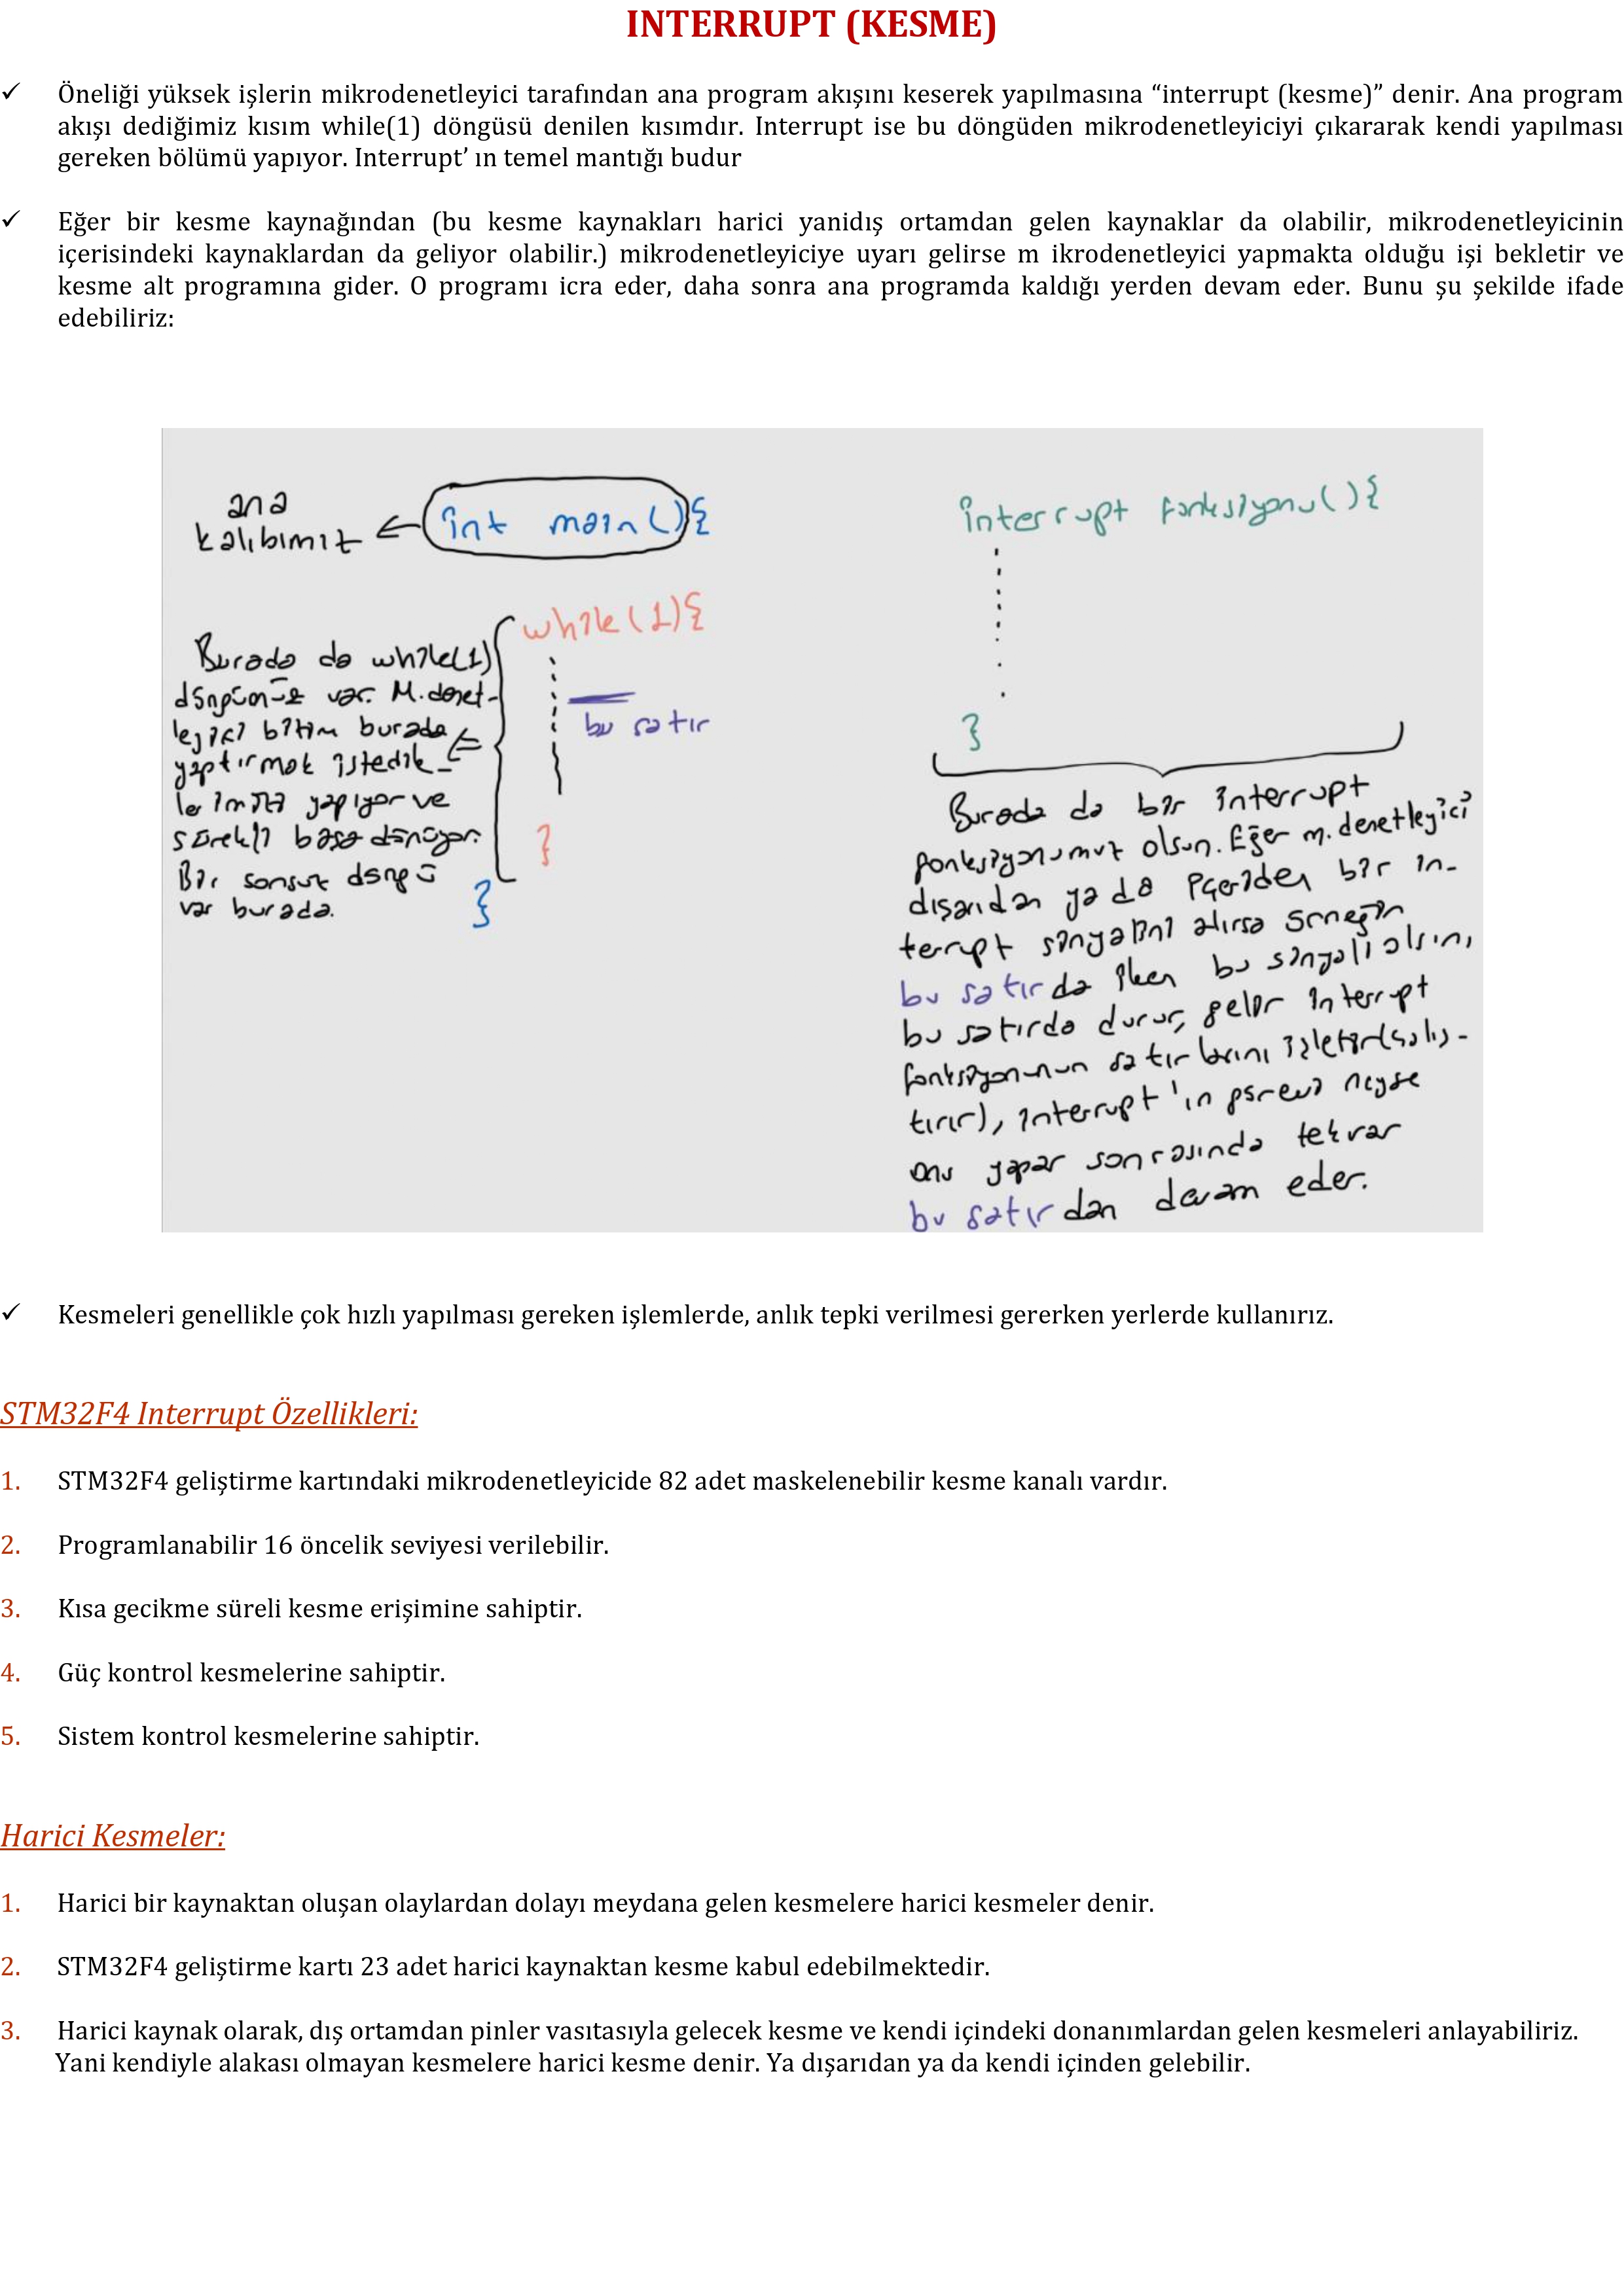 INTERRUPT (KESME)
✓ Öneliği yüksek işlerin mikrodenetleyici tarafından ana program akışını keserek yapılmasına “interrupt (kesme)” denir. Ana program
akışı dediğimiz kısım while(1) döngüsü denilen kısımdır. Interrupt ise bu döngüden mikrodenetleyiciyi çıkararak kendi yapılması
gereken bölümü yapıyor. Interrupt’ ın temel mantığı budur
✓ Eğer bir kesme kaynağından (bu kesme kaynakları harici yanidış ortamdan gelen kaynaklar da olabilir, mikrodenetleyicinin
içerisindeki kaynaklardan da geliyor olabilir.) mikrodenetleyiciye uyarı gelirse m ikrodenetleyici yapmakta olduğu işi bekletir ve
kesme alt programına gider. O programı icra eder, daha sonra ana programda kaldığı yerden devam eder. Bunu şu şekilde ifade
edebiliriz:
ana
kalıbımız
int main(){
while(1){
bu satır
}
}
Burada da while(1)
döngümüz var. M.denet-
leyici bizim burada
yaptırmak istedik-
lerimizi yapıyor ve
sürekli başa dönüyor.
Bir sonsuz döngü
var burada.
interrupt fonksiyonu(){
}
Burada da bir interrupt
fonksiyonumuz olsun. Eğer m.denetleyici
dışarıdan ya da içeriden bir in-
terrupt sinyalini alırsa örneğin
bu satırda iken bu sinyali alsın,
bu satırda durur, gelir interrupt
fonksiyonunun satırlarını işletir(çalış-
tırır), interrupt'ın görevi neyse
onu yapar sonrasında tekrar
bu satırdan devam eder.
✓ Kesmeleri genellikle çok hızlı yapılması gereken işlemlerde, anlık tepki verilmesi gererken yerlerde kullanırız.
STM32F4 Interrupt Özellikleri:
1. STM32F4 geliştirme kartındaki mikrodenetleyicide 82 adet maskelenebilir kesme kanalı vardır.
2. Programlanabilir 16 öncelik seviyesi verilebilir.
3. Kısa gecikme süreli kesme erişimine sahiptir.
4. Güç kontrol kesmelerine sahiptir.
5. Sistem kontrol kesmelerine sahiptir.
Harici Kesmeler:
1. Harici bir kaynaktan oluşan olaylardan dolayı meydana gelen kesmelere harici kesmeler denir.
2. STM32F4 geliştirme kartı 23 adet harici kaynaktan kesme kabul edebilmektedir.
3. Harici kaynak olarak, dış ortamdan pinler vasıtasıyla gelecek kesme ve kendi içindeki donanımlardan gelen kesmeleri anlayabiliriz.
Yani kendiyle alakası olmayan kesmelere harici kesme denir. Ya dışarıdan ya da kendi içinden gelebilir.